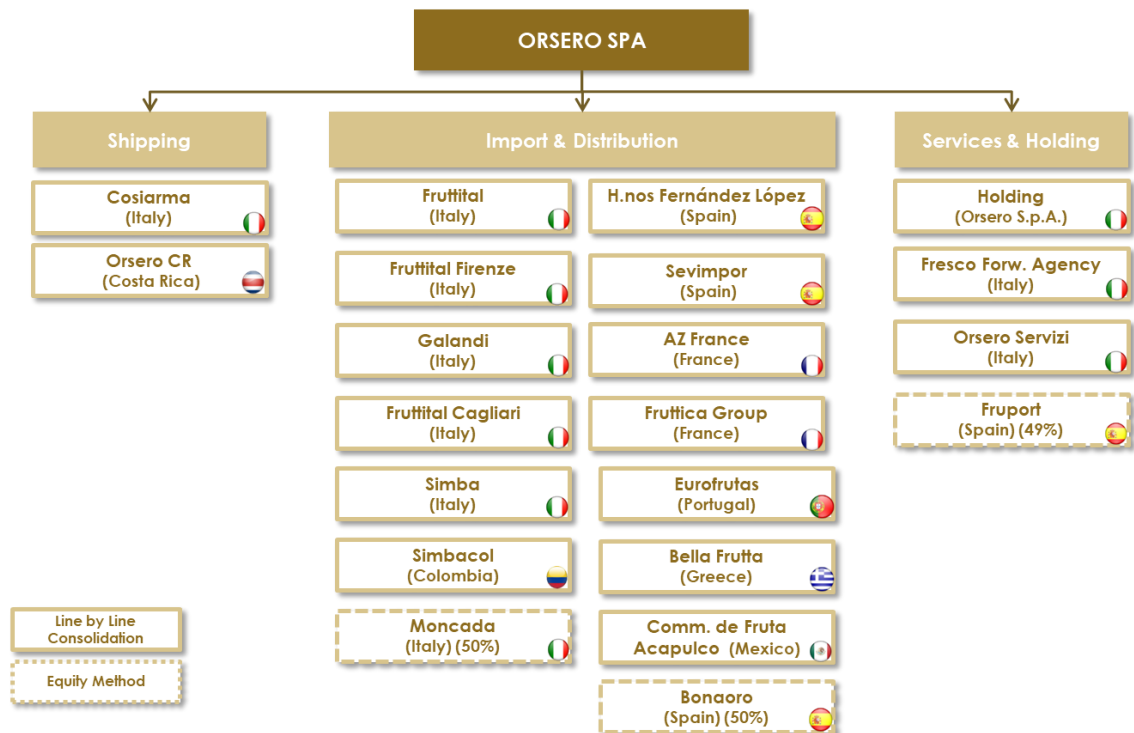 ORSERO SPA
Shipping
Import & Distribution
Services & Holding
Cosiarma
(Italy)
Orsero CR
(Costa Rica)
Fruttital
(Italy)
Fruttital Firenze
(Italy)
Galandi
(Italy)
Fruttital Cagliari
(Italy)
Simba
(Italy)
Simbacol
(Colombia)
Moncada
(Italy) (50%)
H.nos Fernández López
(Spain)
Sevimpor
(Spain)
AZ France
(France)
Fruttica Group
(France)
Eurofrutas
(Portugal)
Bella Frutta
(Greece)
Comm. de Fruta
Acapulco (Mexico)
Bonaoro
(Spain) (50%)
Holding
(Orsero S.p.A.)
Fresco Forw. Agency
(Italy)
Orsero Servizi
(Italy)
Fruport
(Spain) (49%)
Line by Line
Consolidation
Equify Method